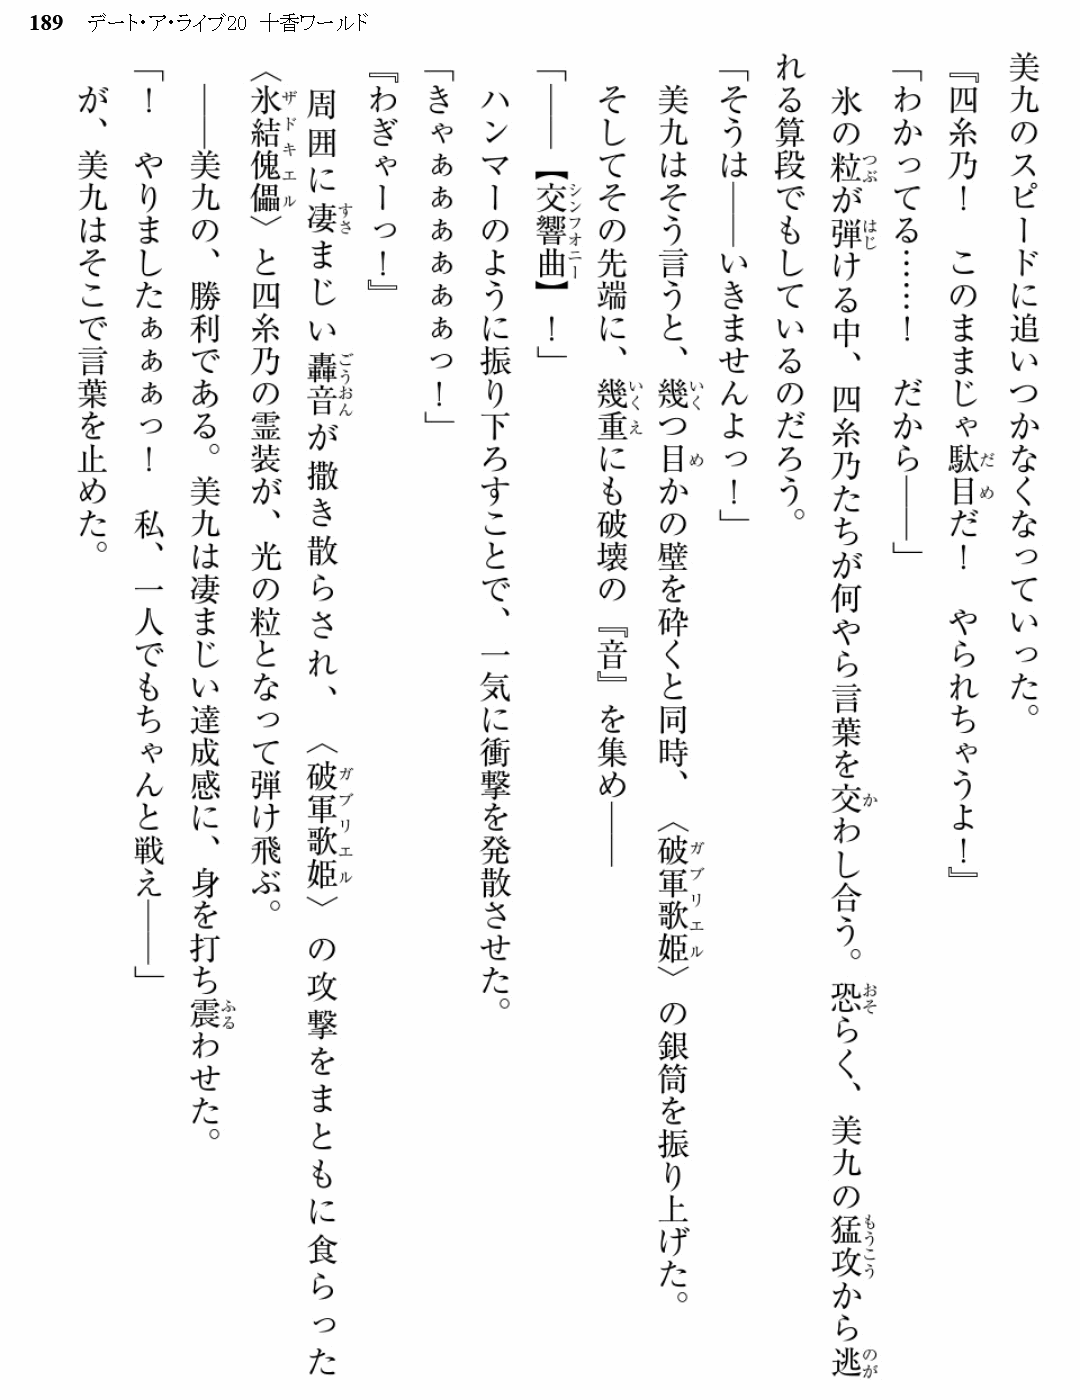 189 デート・ア・ライブ20 十香ワールド
美九のスピードに追いつかなくなっていった。
『四糸乃！　このままじゃ駄目だ！　やられちゃうよ！』
「わかってる……！　だから――」
氷の粒が弾ける中、四糸乃たちが何やら言葉を交わし合う。恐らく、美九の猛攻から逃
れる算段でもしているのだろう。
「そうは――いきませんよっ！」
美九はそう言うと、幾つ目かの壁を砕くと同時、〈破軍歌姫〉の銀筒を振り上げた。
そしてその先端に、幾重にも破壊の『音』を集め――
「――【交響曲】！」
ハンマーのように振り下ろすことで、一気に衝撃を発散させた。
「きゃぁぁぁぁぁぁっ！」
『わぎゃーっ！』
周囲に凄まじい轟音が撒き散らされ、〈破軍歌姫〉の攻撃をまともに食らった
〈氷結傀儡〉と四糸乃の霊装が、光の粒となって弾け飛ぶ。
――美九の、勝利である。美九は凄まじい達成感に、身を打ち震わせた。
「！　やりましたぁぁぁっ！　私、一人でもちゃんと戦え――」
が、美九はそこで言葉を止めた。